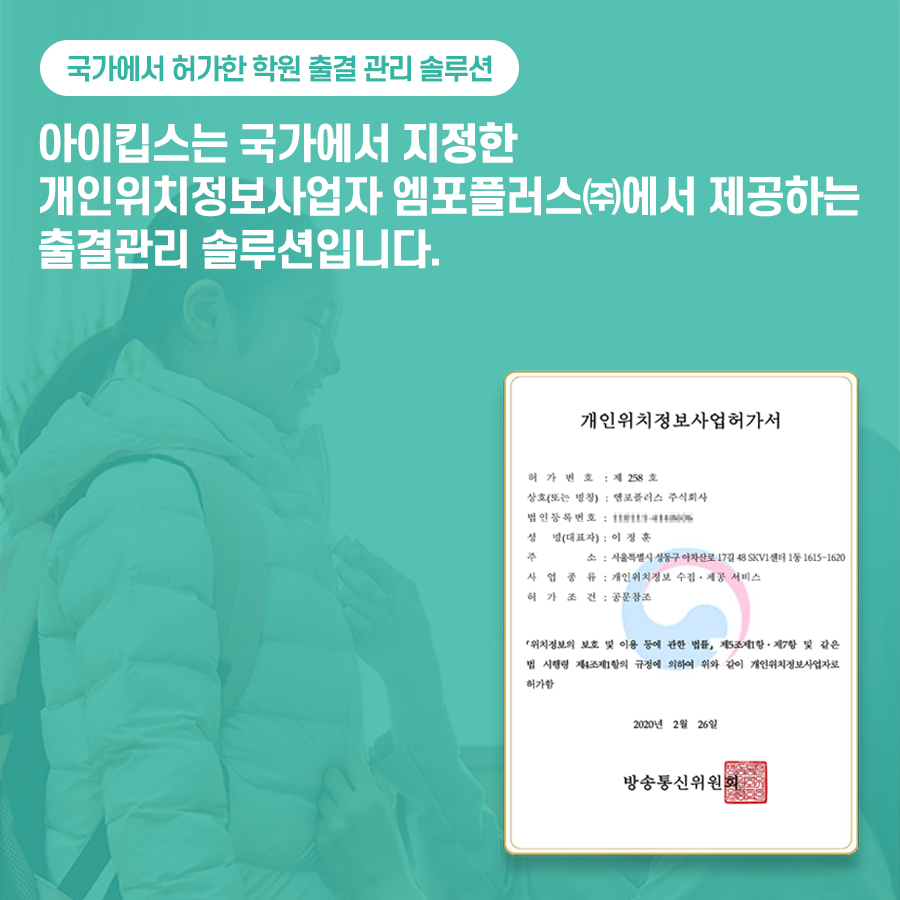 국가에서 허가한 학원 출결 관리 솔루션
아이킵스는 국가에서 지정한
개인위치정보사업자 엠포플러스㈜에서 제공하는
출결관리 솔루션입니다.
개인위치정보사업허가서
허 가 번 호 : 제 258 호
상호(또는 명칭) : 엠포플러스 주식회사
법인등록번호 :
성 명(대표자) : 이 정 훈
주 소 : 서울특별시 성동구 아차산로 17길 48 SKV1센터 1동 1615-1620
사 업 종 류 : 개인위치정보 수집·제공 서비스
허 가 조 건 : 공문참조
「위치정보의 보호 및 이용 등에 관한 법률」 제5조제1항·제7항 및 같은
법 시행령 제4조제1항의 규정에 의하여 위와 같이 개인위치정보사업자로
허가함
2020년 2월 26일
방송통신위원회